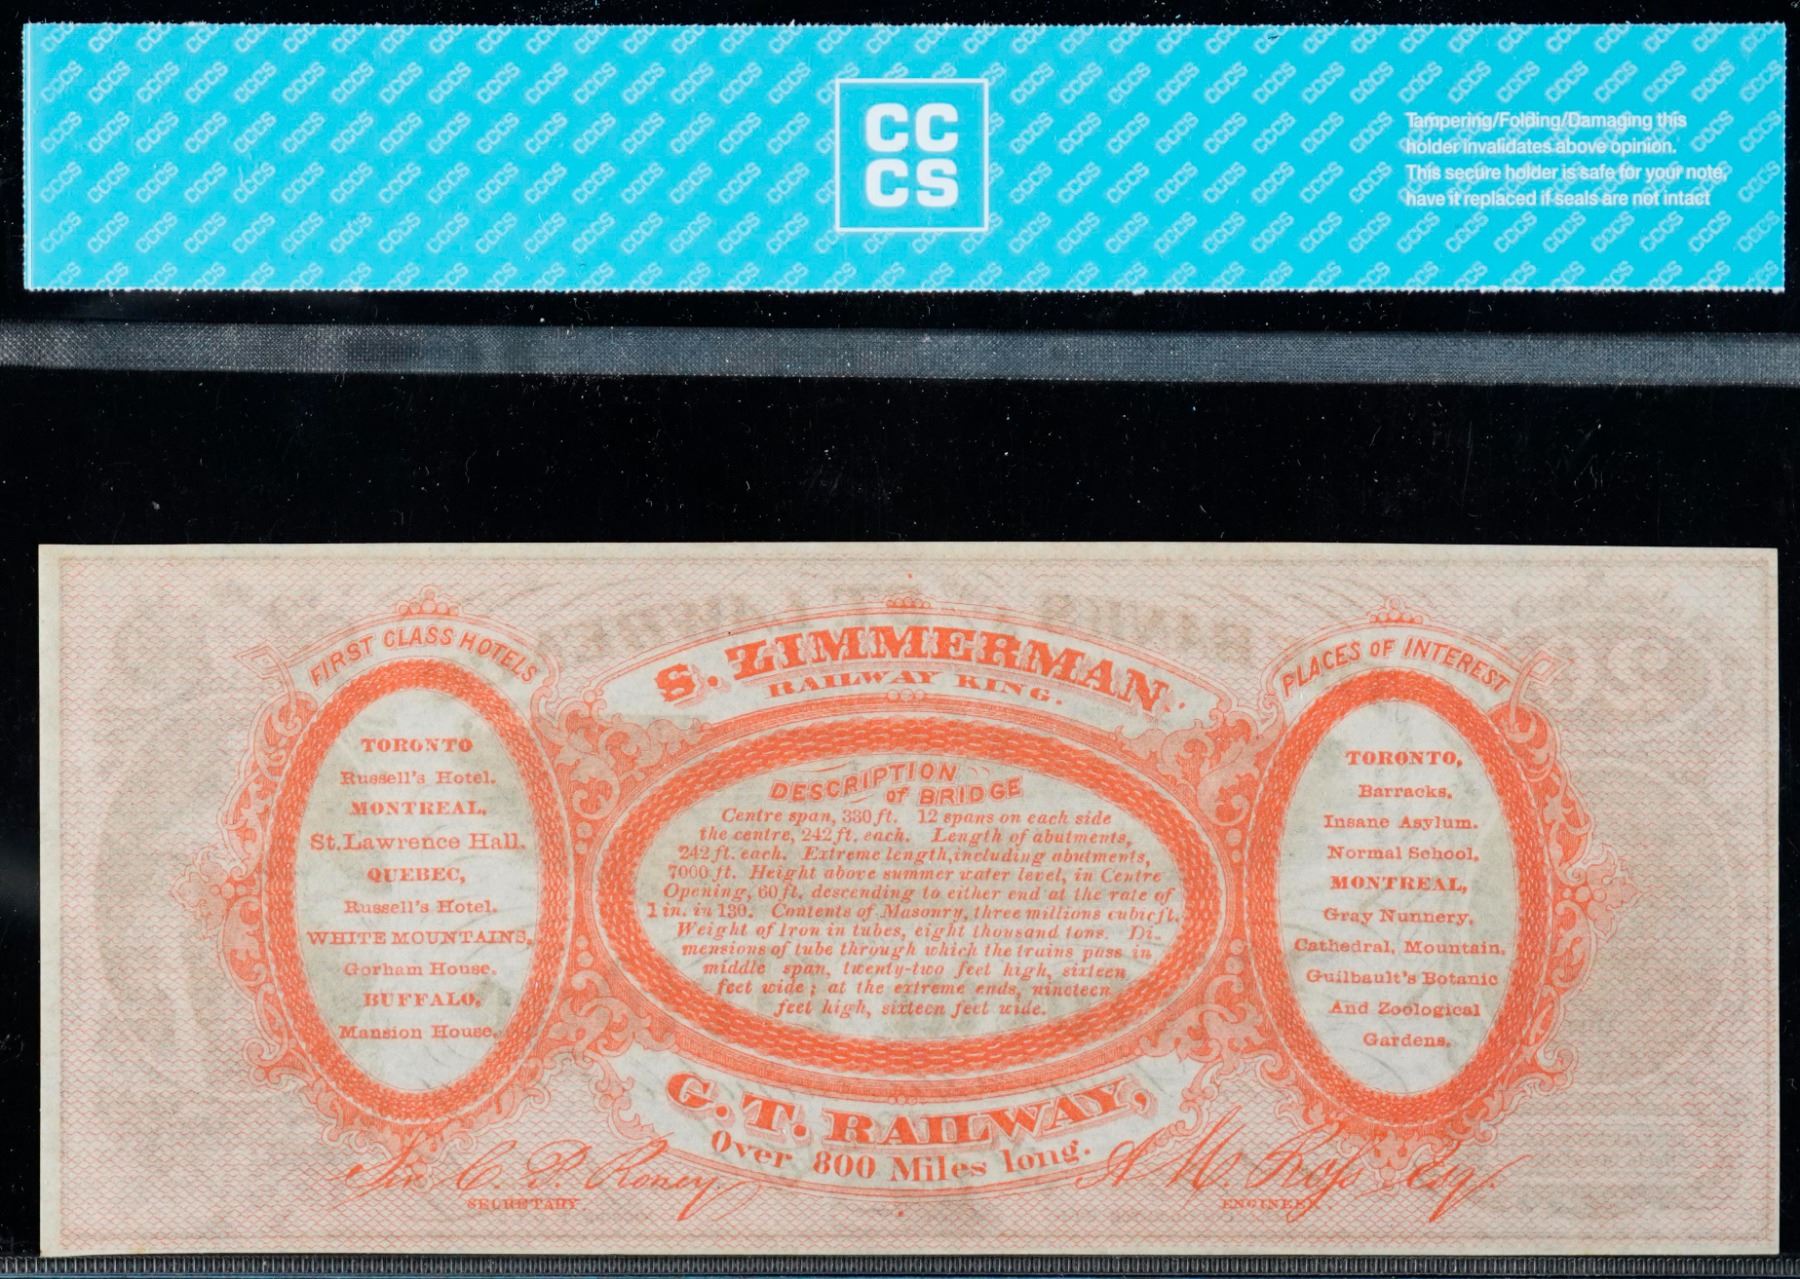 CC
CS
Tampering/Folding/Damaging this
holder invalidates above opinion.
This secure holder is safe for your note,
have it replaced if seals are not intact
FIRST CLASS HOTELS
TORONTO
Russell's Hotel.
MONTREAL,
St. Lawrence Hall.
QUEBEC,
Russell's Hotel.
WHITE MOUNTAINS,
Gorham House.
BUFFALO,
Mansion House.
S. ZIMMERMAN.
RAILWAY KING.
DESCRIPTION
of BRIDGE
Centre span, 330 ft. 12 spans on each side
the centre, 242 ft. each. Length of abutments,
242 ft. each. Extreme length, including abutments,
7000 ft. Height above summer water level, in Centre
Opening, 60 ft. descending to either end at the rate of
1 in. in 130. Contents of Masonry, three millions cubic ft.
Weight of Iron in tubes, eight thousand tons. Di-
mensions of tube through which the trains pass in
middle span, twenty-two feet high, sixteen
feet wide; at the extreme ends, nineteen
feet high, sixteen feet wide.
G. T. RAILWAY,
Over 800 Miles long.
PLACES OF INTEREST
TORONTO,
Barracks.
Insane Asylum.
Normal School,
MONTREAL,
Gray Nunnery,
Cathedral, Mountain,
Guilbault's Botanic
And Zoological
Gardens.
Sir C. P. Roney.
SECRETARY.
A. M. Ross Esq.
ENGINEER.